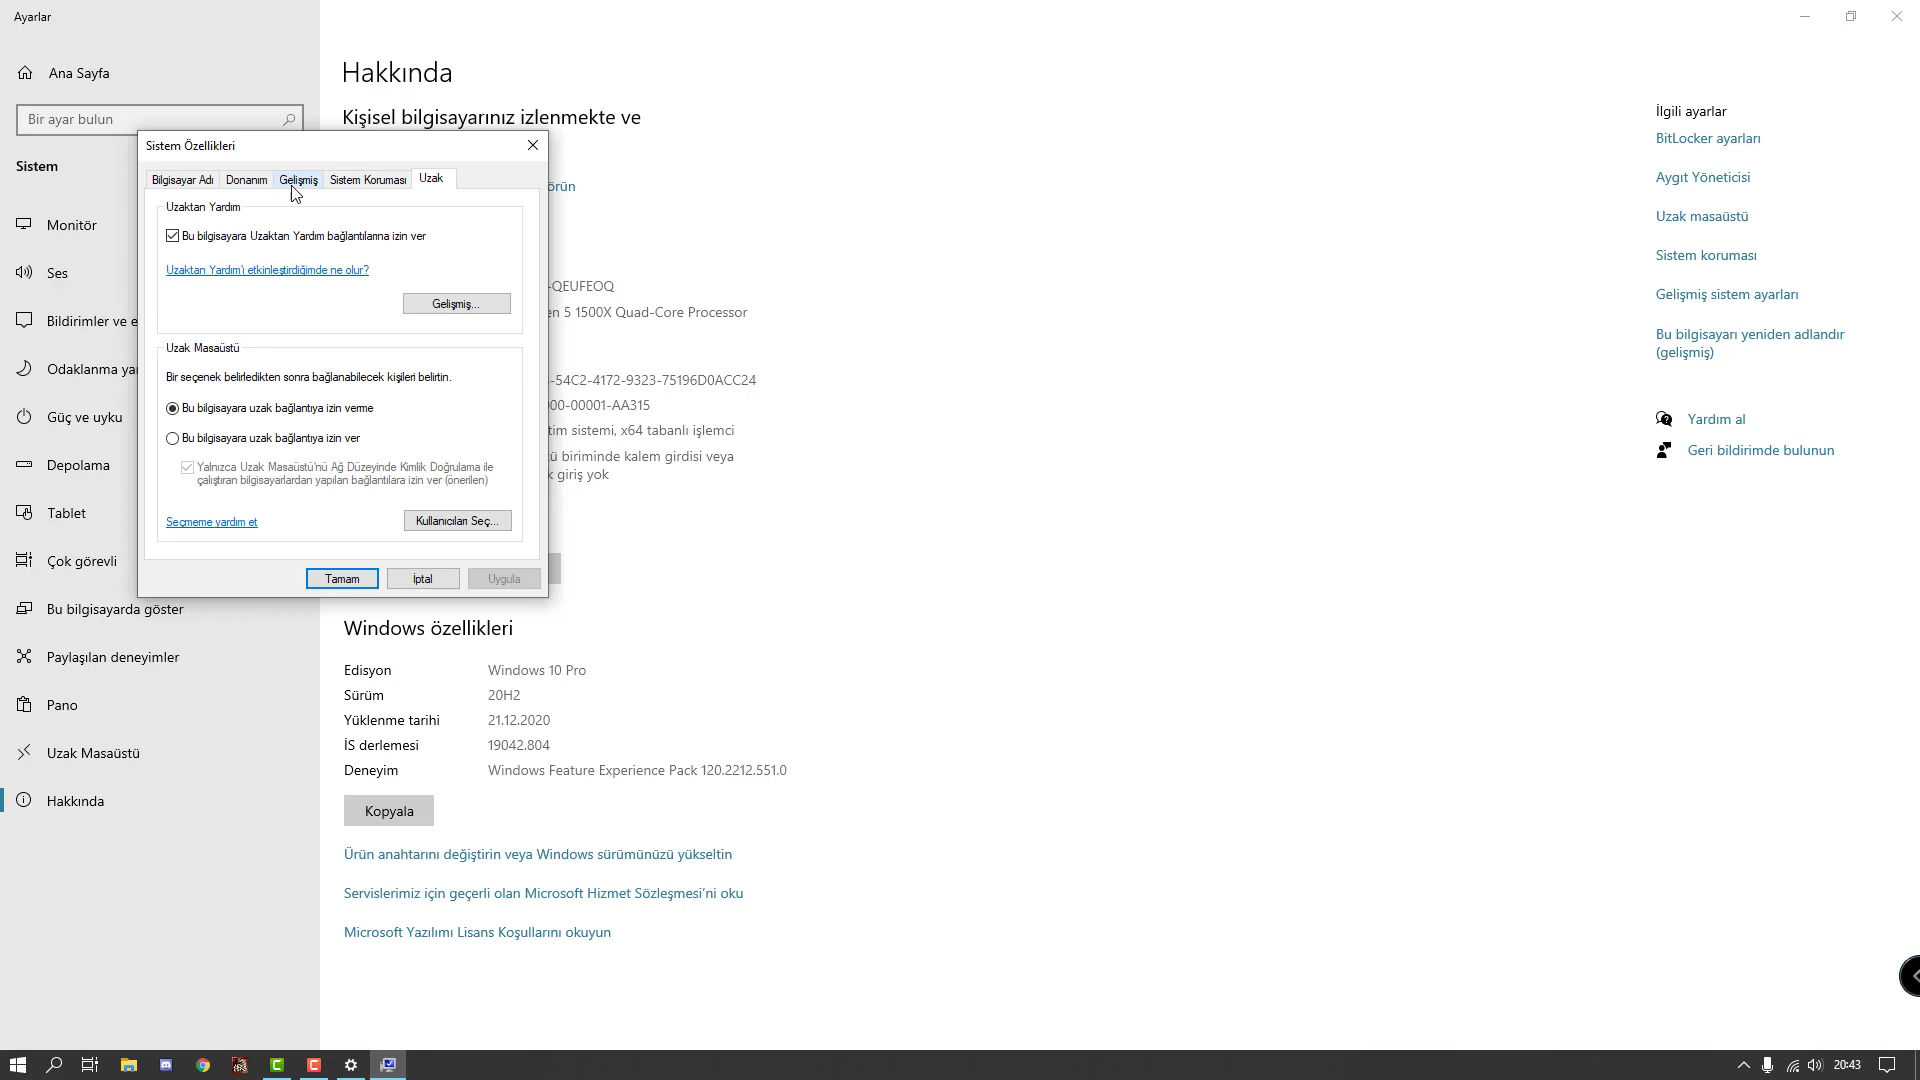 Ayarlar
Ana Sayfa
Bir ayar bulun
Sistem
Monitör
Ses
Bildirimler ve e
Odaklanma yar
Güç ve uyku
Depolama
Tablet
Çok görevli
Bu bilgisayarda göster
Paylaşılan deneyimler
Pano
Uzak Masaüstü
Hakkında
Sistem Özellikleri
Bilgisayar Adı Donanım Gelişmiş Sistem Koruması Uzak
Uzaktan Yardım
Bu bilgisayara Uzaktan Yardım bağlantılarına izin ver
Uzaktan Yardım'ı etkinleştirdiğimde ne olur?
Gelişmiş...
Uzak Masaüstü
Bir seçenek belirledikten sonra bağlanabilecek kişileri belirtin.
Bu bilgisayara uzak bağlantıya izin verme
Bu bilgisayara uzak bağlantıya izin ver
Yalnızca Uzak Masaüstü'nü Ağ Düzeyinde Kimlik Doğrulama ile
çalıştıran bilgisayarlardan yapılan bağlantılara izin ver (önerilen)
Seçmeme yardım et
Kullanıcıları Seç...
Tamam İptal Uygula
Hakkında
Kişisel bilgisayarınız izlenmekte ve
örün
-QEUFEOQ
en 5 1500X Quad-Core Processor
-54C2-4172-9323-75196D0ACC24
00-00001-AA315
tim sistemi, x64 tabanlı işlemci
ü biriminde kalem girdisi veya
k giriş yok
Windows özellikleri
Edisyon Windows 10 Pro
Sürüm 20H2
Yüklenme tarihi 21.12.2020
İS derlemesi 19042.804
Deneyim Windows Feature Experience Pack 120.2212.551.0
Kopyala
Ürün anahtarını değiştirin veya Windows sürümünüzü yükseltin
Servislerimiz için geçerli olan Microsoft Hizmet Sözleşmesi'ni oku
Microsoft Yazılımı Lisans Koşullarını okuyun
İlgili ayarlar
BitLocker ayarları
Aygıt Yöneticisi
Uzak masaüstü
Sistem koruması
Gelişmiş sistem ayarları
Bu bilgisayarı yeniden adlandır
(gelişmiş)
Yardım al
Geri bildirimde bulunun
20:43